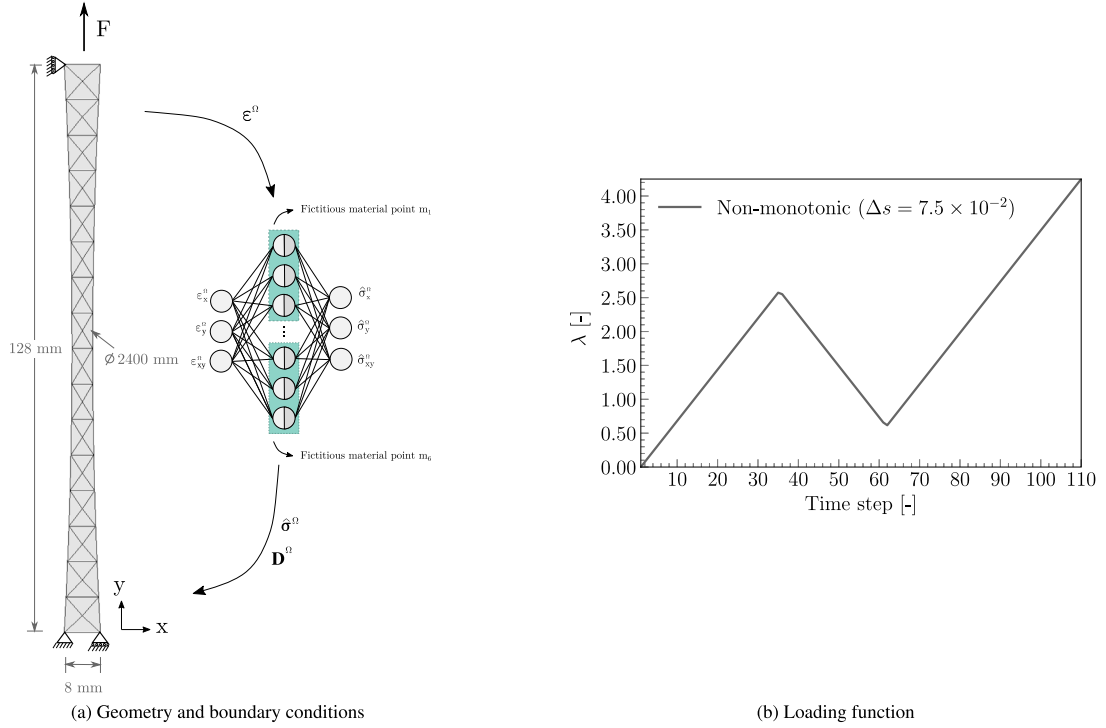 F
ε^Ω
Fictitious material point m₁
ε_x^Ω
ε_y^Ω
ε_xy^Ω
σ̂_x^Ω
σ̂_y^Ω
σ̂_xy^Ω
⋮
128 mm
∅ 2400 mm
Fictitious material point m₆
σ̂^Ω
D^Ω
y
x
8 mm
(a) Geometry and boundary conditions
Non-monotonic (Δs = 7.5 × 10⁻²)
λ [-]
4.00
3.50
3.00
2.50
2.00
1.50
1.00
0.50
0.00
10 20 30 40 50 60 70 80 90 100 110
Time step [-]
(b) Loading function